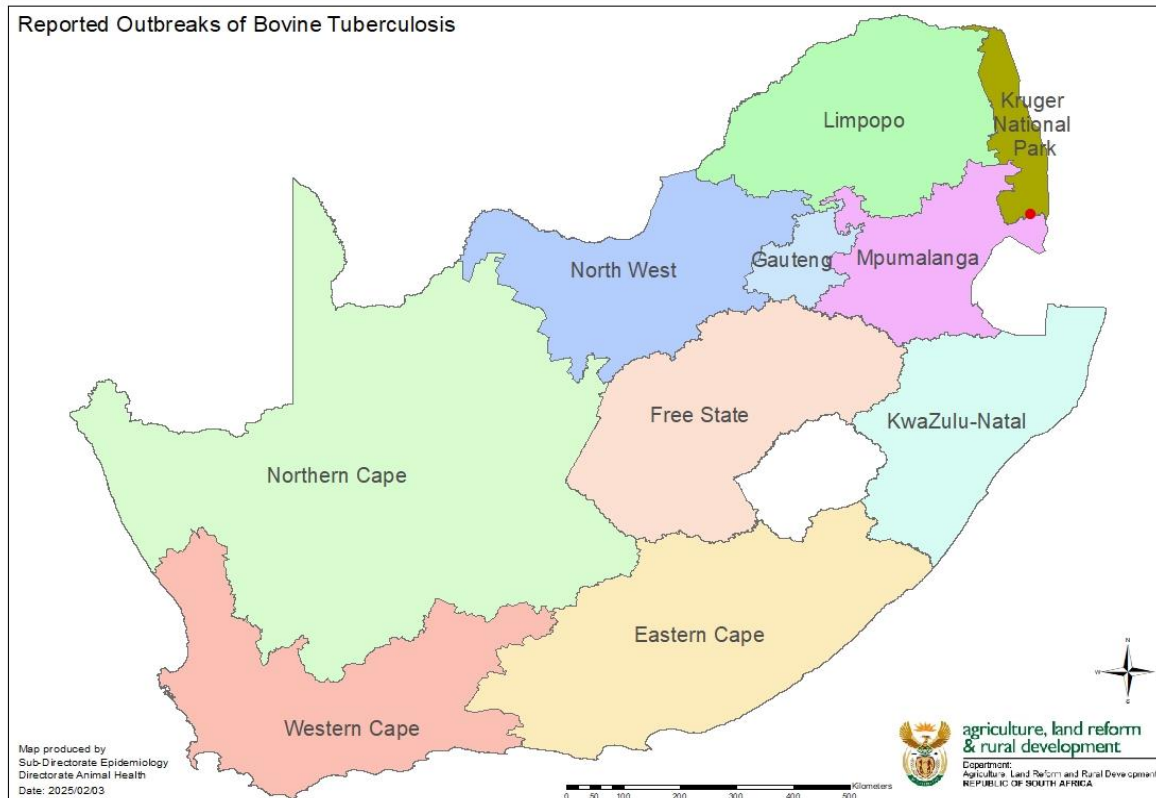 Reported Outbreaks of Bovine Tuberculosis
Limpopo
Kruger
National
Park
North West
Gauteng
Mpumalanga
Free State
KwaZulu-Natal
Northern Cape
Eastern Cape
Western Cape
N
W
S
Map produced by
Sub-Directorate Epidemiology
Directorate Animal Health
Date: 2025/02/03
Kilometers
0 50 100 200 300 400 500
agriculture, land reform
& rural development
Department:
Agriculture, Land Reform and Rural Development
REPUBLIC OF SOUTH AFRICA